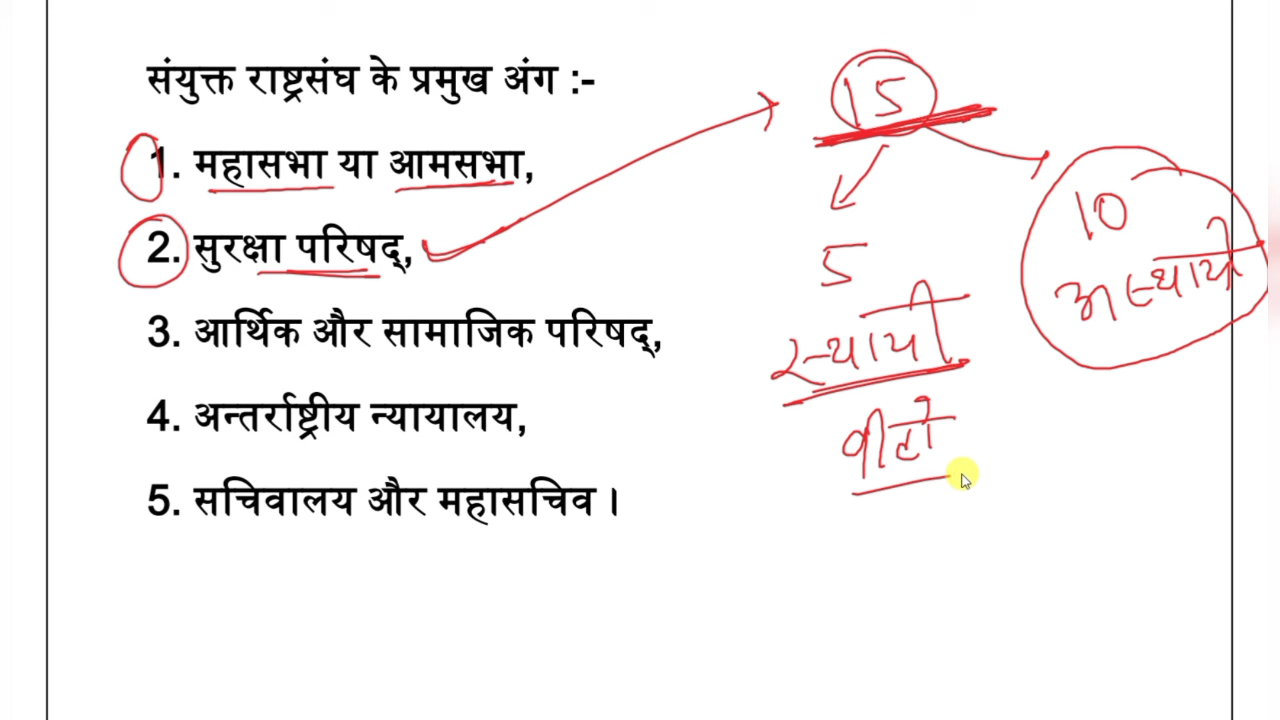 संयुक्त राष्ट्रसंघ के प्रमुख अंग :-
1. महासभा या आमसभा,
2. सुरक्षा परिषद्,
3. आर्थिक और सामाजिक परिषद्,
4. अन्तर्राष्ट्रीय न्यायालय,
5. सचिवालय और महासचिव ।
15
5
स्थायी
वीटो
10
अस्थायी